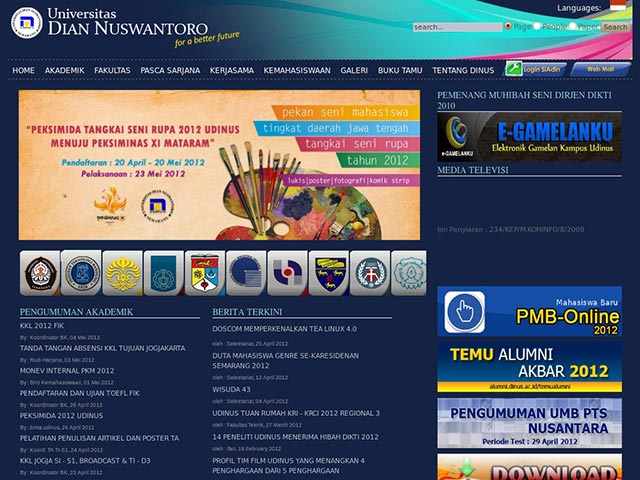 Languages:
Universitas
DIAN NUSWANTORO
for a better future
search... Page People Paper Search
HOME AKADEMIK FAKULTAS PASCA SARJANA KERJASAMA KEMAHASISWAAN GALERI BUKU TAMU TENTANG DINUS Login SiAdin Web Mail
pekan seni mahasiswa
tingkat daerah jawa tengah
tangkai seni rupa
tahun 2012
lukis|poster|fotografi|komik strip
"PEKSIMIDA TANGKAI SENI RUPA 2012 UDINUS
MENUJU PEKSIMINAS XI MATARAM"
Pendaftaran : 20 April - 20 Mei 2012
Pelaksanaan : 23 Mei 2012
PEMENANG MUHIBAH SENI DIRJEN DIKTI
2010
E-GAMELANKU
Elektronik Gamelan Kampus Udinus
E-GAMELANKU
MEDIA TELEVISI
Ijin Penyiaran : 234/KEP/M.KOMINFO/8/2008
Mahasiswa Baru
PMB-Online
2012
TEMU ALUMNI
AKBAR 2012
alumni.dinus.ac.id/temualumni
PENGUMUMAN UMB PTS
NUSANTARA
Periode Test : 29 April 2012
DOWNLOAD
PENGUMUMAN AKADEMIK
KKL 2012 FIK
By : Koordinator BK, 04 Mei 2012
TANDA TANGAN ABSENSI KKL TUJUAN JOGJAKARTA
By : Rudi Harjana, 03 Mei 2012
MONEV INTERNAL PKM 2012
By : Biro Kemahasiswaan, 01 Mei 2012
PENDAFTARAN DAN UJIAN TOEFL FIK
By : Koordinator BK, 26 April 2012
PEKSIMIDA 2012 UDINUS
By : bima udinus, 26 April 2012
PELATIHAN PENULISAN ARTIKEL DAN POSTER TA
By : Koord. TA TI-S1, 24 April 2012
KKL JOGJA SI - S1, BROADCAST & TI - D3
By : Koordinator BK, 23 April 2012
BERITA TERKINI
DOSCOM MEMPERKENALKAN TEA LINUX 4.0
oleh : Sekretariat, 25 April 2012
DUTA MAHASISWA GENRE SE-KARESIDENAN
SEMARANG 2012
oleh : Sekretariat, 12 April 2012
WISUDA 43
oleh : Sekretariat, 04 April 2012
UDINUS TUAN RUMAH KRI - KRCI 2012 REGIONAL 3
oleh : Fakultas Teknik, 27 March 2012
14 PENELITI UDINUS MENERIMA HIBAH DIKTI 2012
oleh : Ifan, 16 February 2012
PROFIL TIM FILM UDINUS YANG MENANGKAN 4
PENGHARGAAN DARI 5 PENGHARGAAN